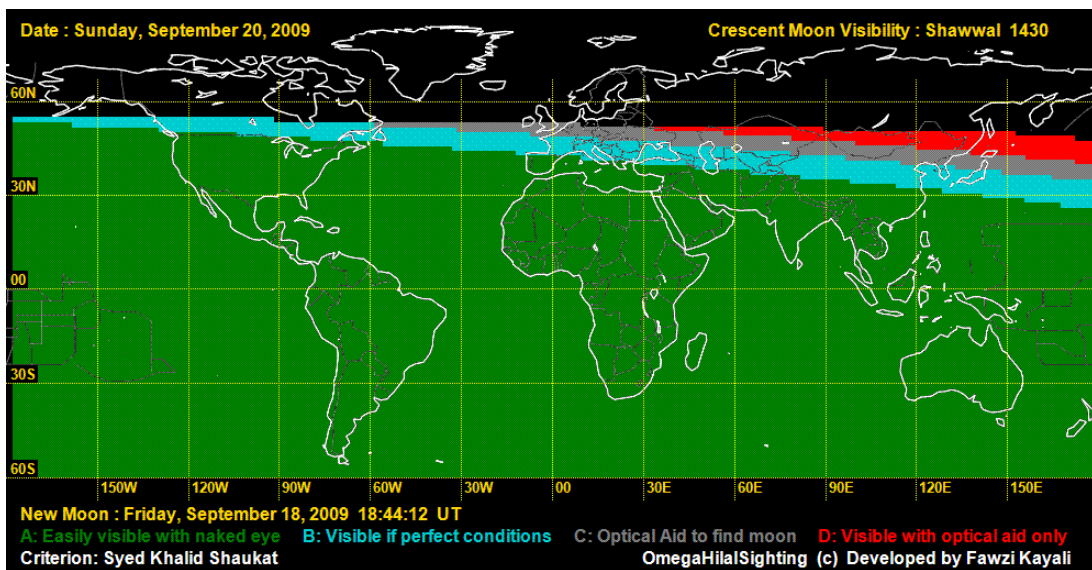 Date : Sunday, September 20, 2009
Crescent Moon Visibility : Shawwal 1430
60N
30N
00
30S
60S
150W 120W 90W 60W 30W 00 30E 60E 90E 120E 150E
New Moon : Friday, September 18, 2009 18:44:12 UT
A: Easily visible with naked eye B: Visible if perfect conditions C: Optical Aid to find moon D: Visible with optical aid only
Criterion: Syed Khalid Shaukat
OmegaHilalSighting (c) Developed by Fawzi Kayali